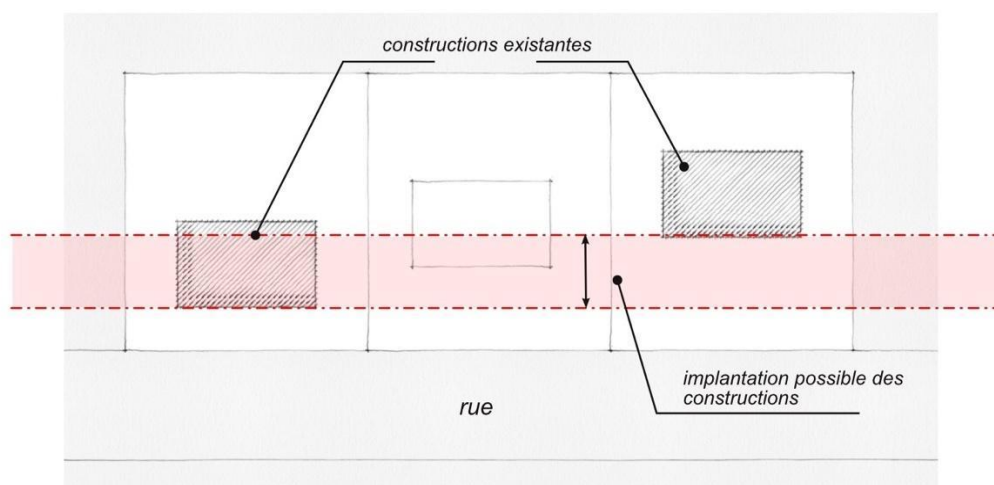 constructions existantes
implantation possible des
constructions
rue